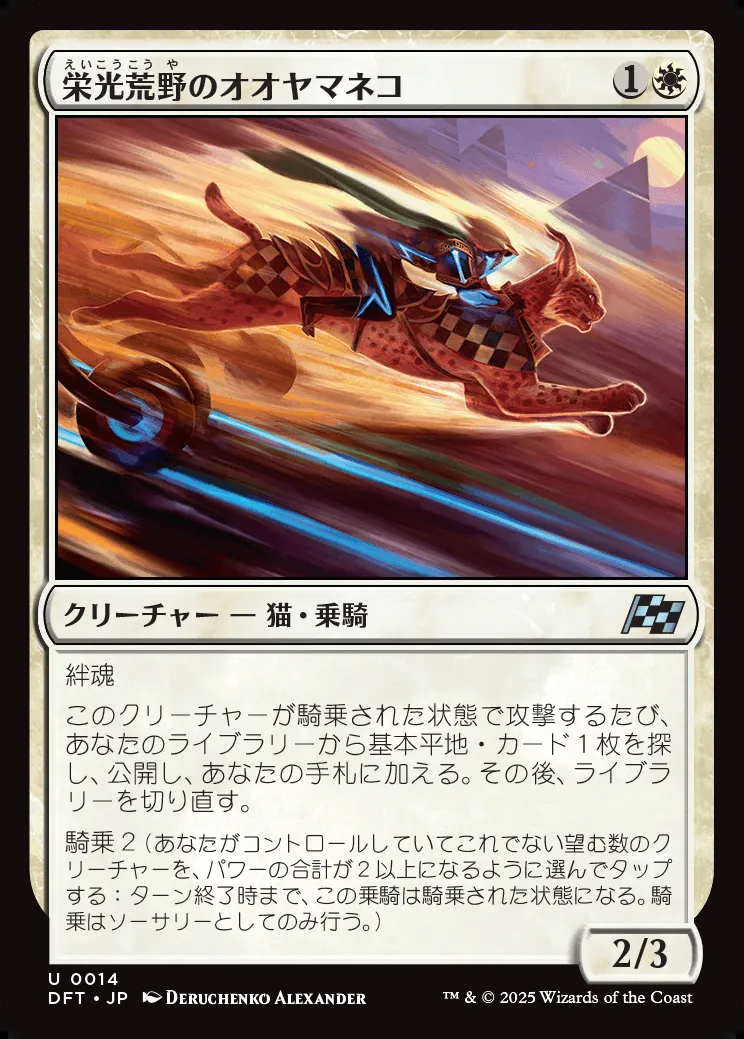 えいこうこうや
栄光荒野のオオヤマネコ
1
クリーチャー — 猫・乗騎
絆魂
このクリーチャーが騎乗された状態で攻撃するたび、
あなたのライブラリーから基本平地・カード１枚を探
し、公開し、あなたの手札に加える。その後、ライブラ
リーを切り直す。
騎乗２（あなたがコントロールしていてこれでない望む数のク
リーチャーを、パワーの合計が２以上になるように選んでタップ
する：ターン終了時まで、この乗騎は騎乗された状態になる。騎
乗はソーサリーとしてのみ行う。）
2/3
U 0014
DFT • JP DERUCHENKO ALEXANDER
™ & © 2025 Wizards of the Coast